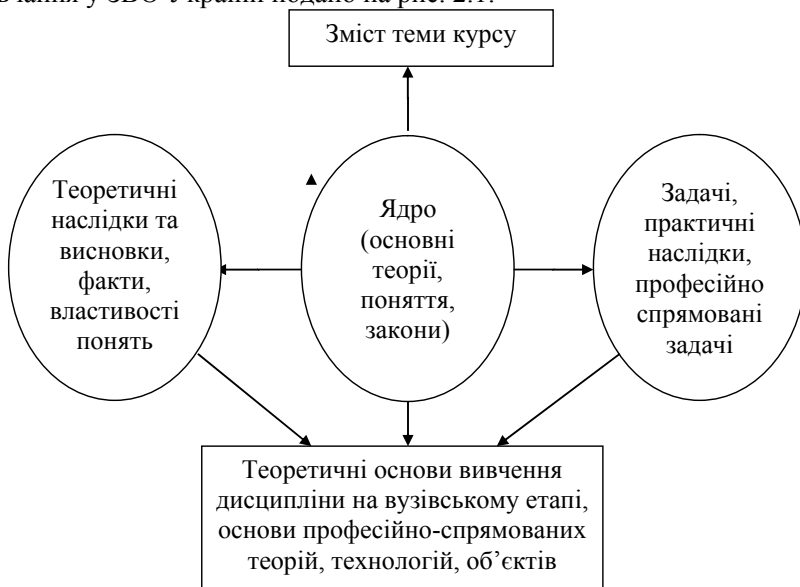 у ЗВО України подано на рис. 2.1.
Зміст теми курсу
Теоретичні
наслідки та
висновки,
факти,
властивості
понять
Ядро
(основні
теорії,
поняття,
закони)
Задачі,
практичні
наслідки,
професійно
спрямовані
задачі
Теоретичні основи вивчення
дисципліни на вузівському етапі,
основи професійно-спрямованих
теорій, технологій, об’єктів